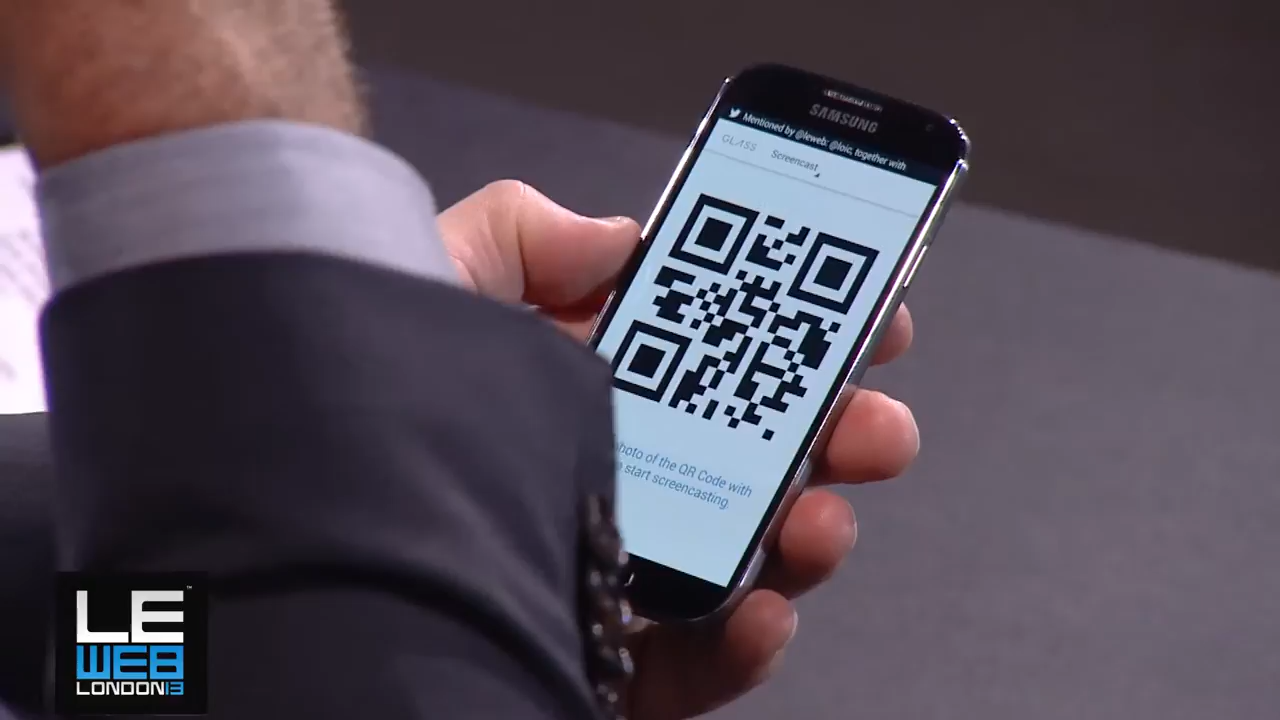 SAMSUNG
Mentioned by @leweb: @loic, together with
GLASS Screencast
hoto of the QR Code with
start screencasting.
LE
WEB
LONDON13